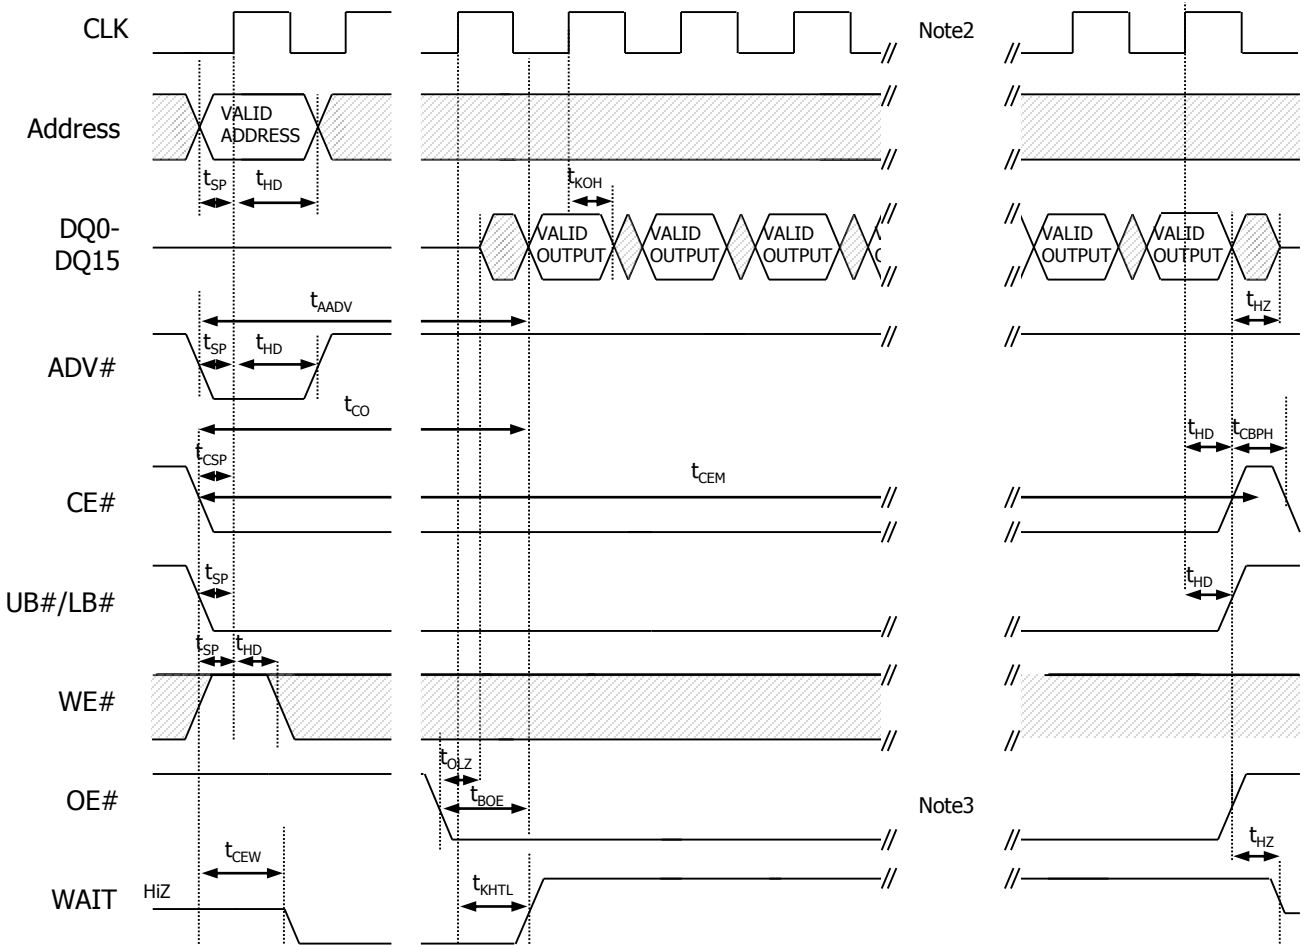 CLK
Note2
Address
VALID
ADDRESS
tSP
tHD
tKOH
DQ0-
DQ15
VALID
OUTPUT
VALID
OUTPUT
VALID
OUTPUT
VALID
OUTPUT
VALID
OUTPUT
tAADV
tHZ
ADV#
tSP
tHD
tCO
tHD
tCBPH
tCSP
tCEM
CE#
UB#/LB#
tSP
tHD
tSP
tHD
WE#
tOLZ
OE#
tBOE
Note3
tHZ
tCEW
WAIT
HiZ
tKHTL